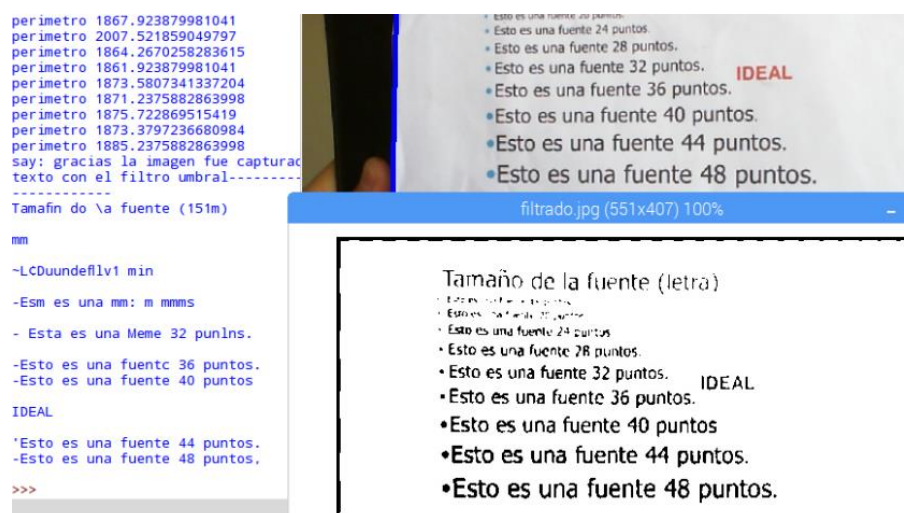 perimetro 1867.923879981041
perimetro 2007.521859049797
perimetro 1864.2670258283615
perimetro 1861.923879981041
perimetro 1873.5807341337204
perimetro 1871.2375882863998
perimetro 1875.722869515419
perimetro 1873.3797236680984
perimetro 1885.2375882863998
say: gracias la imagen fue capturad
texto con el filtro umbral---------
------------
Tamafin do \a fuente (151m)
mm
~LCDuundefllv1 min
-Esm es una mm: m mmms
- Esta es una Meme 32 punlns.
-Esto es una fuentc 36 puntos.
-Esto es una fuente 40 puntos
IDEAL
'Esto es una fuente 44 puntos.
-Esto es una fuente 48 puntos,
>>>
• Esto es una fuente 20 puntos.
• Esto es una fuente 24 puntos.
• Esto es una fuente 28 puntos.
• Esto es una fuente 32 puntos.
IDEAL
•Esto es una fuente 36 puntos.
•Esto es una fuente 40 puntos.
•Esto es una fuente 44 puntos.
•Esto es una fuente 48 puntos.
filtrado.jpg (551x407) 100%
Tamaño de la fuente (letra)
• Esto es una fuente 24 puntos
• Esto es una fuente 28 puntos.
• Esto es una fuente 32 puntos.
IDEAL
•Esto es una fuente 36 puntos.
•Esto es una fuente 40 puntos
•Esto es una fuente 44 puntos.
•Esto es una fuente 48 puntos.